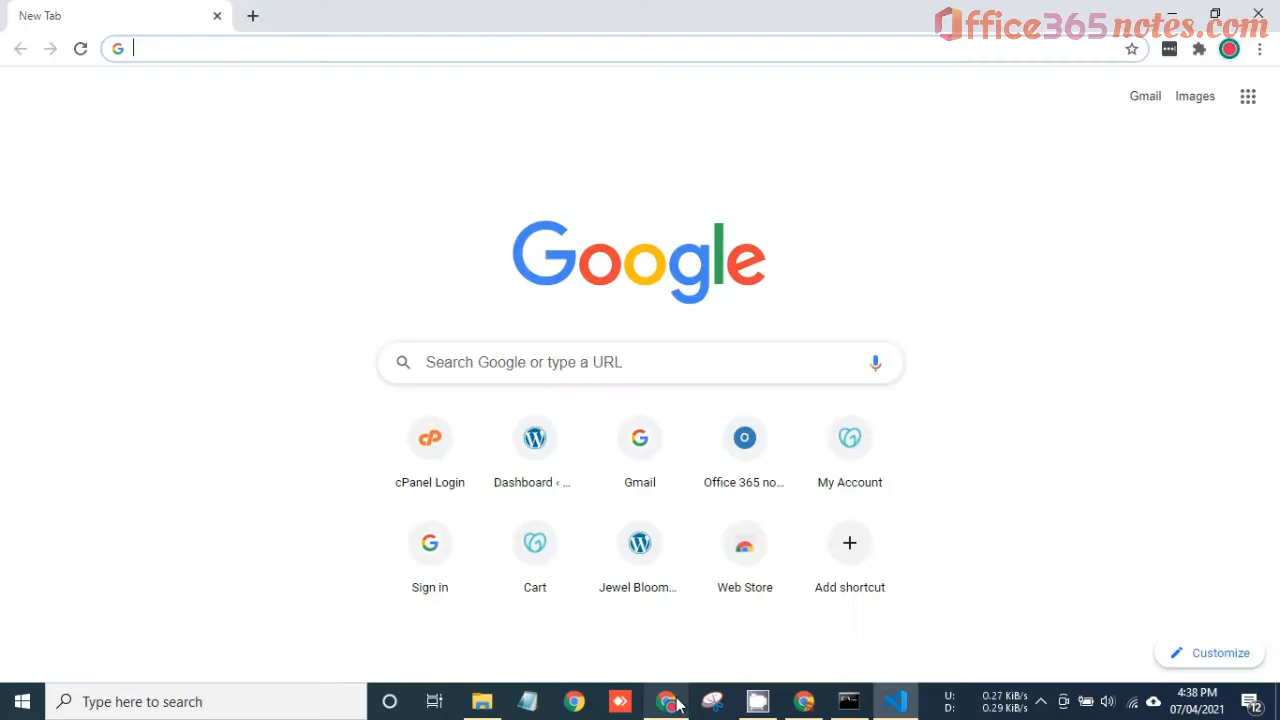 New Tab
Office365notes.com
Gmail Images
Google
Search Google or type a URL
cPanel Login
Dashboard ‹ ...
Gmail
Office 365 no...
My Account
Sign in
Cart
Jewel Bloom...
Web Store
Add shortcut
Customize
Type here to search
U: 0.27 KiB/s
D: 0.29 KiB/s
4:38 PM
07/04/2021
12